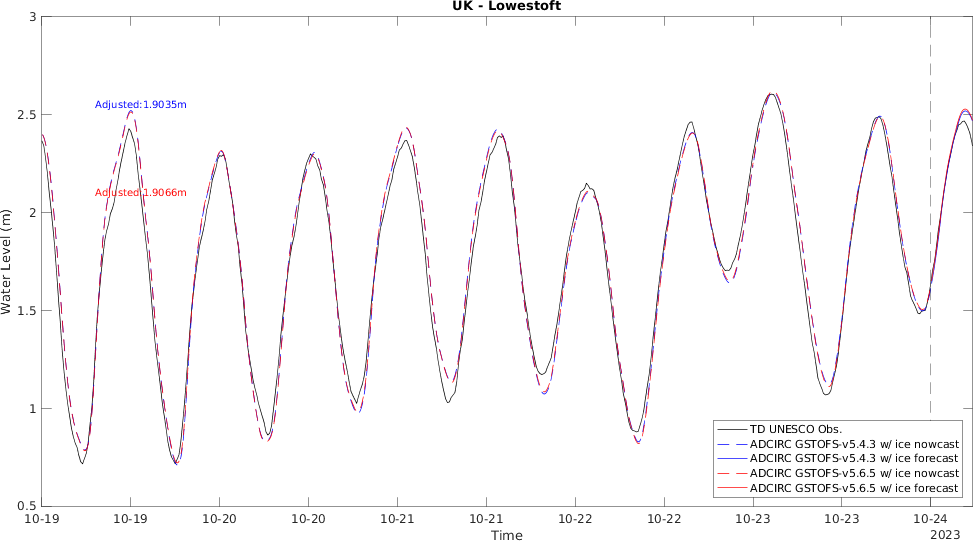 UK - Lowestoft
3
2.5
2
1.5
1
0.5
Water Level (m)
Adjusted:1.9035m
Adjusted:1.9066m
TD UNESCO Obs.
ADCIRC GSTOFS-v5.4.3 w/ ice nowcast
ADCIRC GSTOFS-v5.4.3 w/ ice forecast
ADCIRC GSTOFS-v5.6.5 w/ ice nowcast
ADCIRC GSTOFS-v5.6.5 w/ ice forecast
10-19 10-19 10-20 10-20 10-21 10-21 10-22 10-22 10-23 10-23 10-24
Time
2023